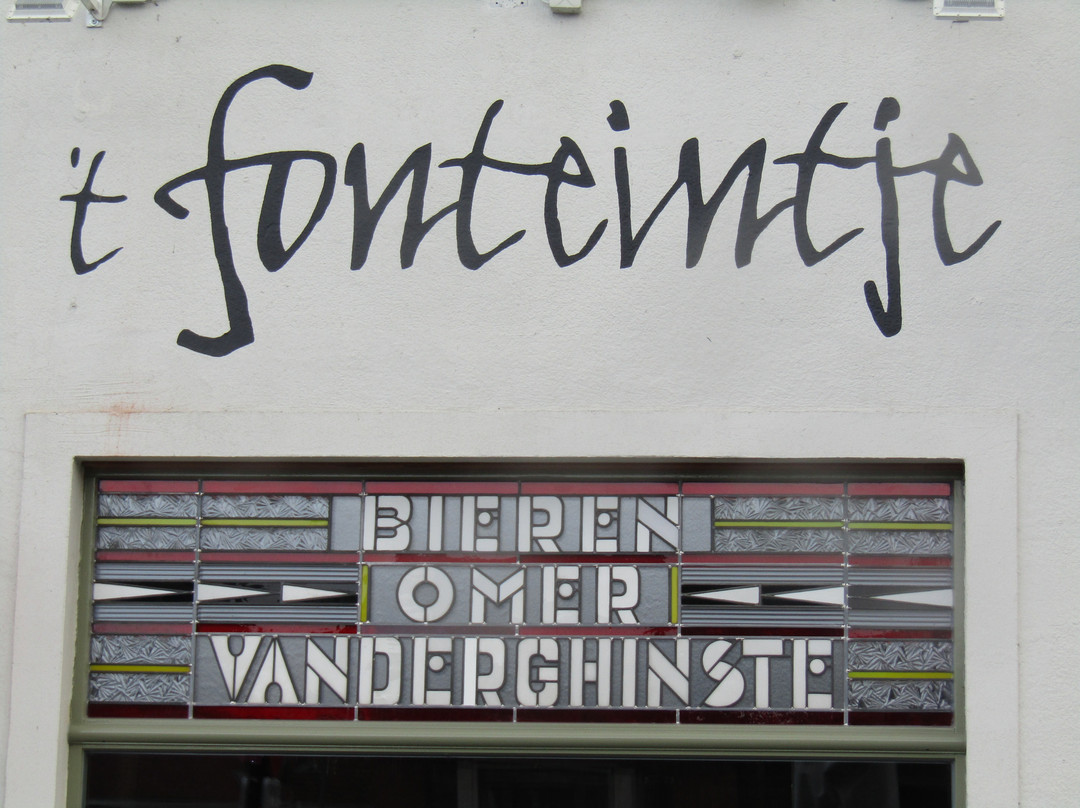 't fonteintje
BIEREN
OMER
VANDERGHINSTE